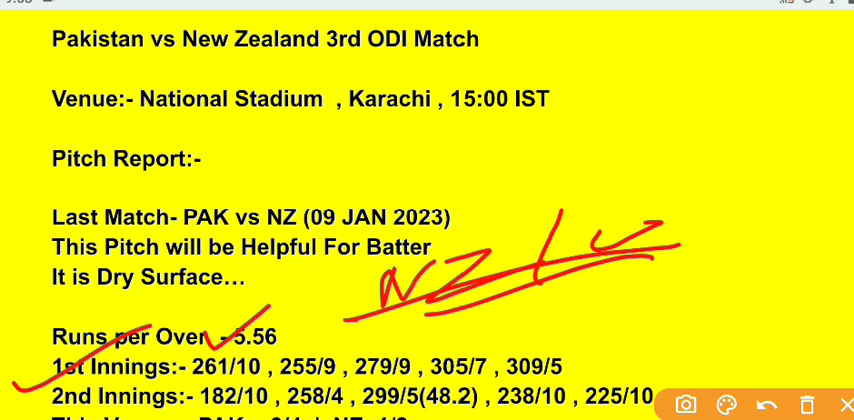 Pakistan vs New Zealand 3rd ODI Match
Venue:- National Stadium , Karachi , 15:00 IST
Pitch Report:-
Last Match- PAK vs NZ (09 JAN 2023)
This Pitch will be Helpful For Batter
It is Dry Surface...
NZ
Runs per Over - 5.56
1st Innings:- 261/10 , 255/9 , 279/9 , 305/7 , 309/5
2nd Innings:- 182/10 , 258/4 , 299/5(48.2) , 238/10 , 225/10